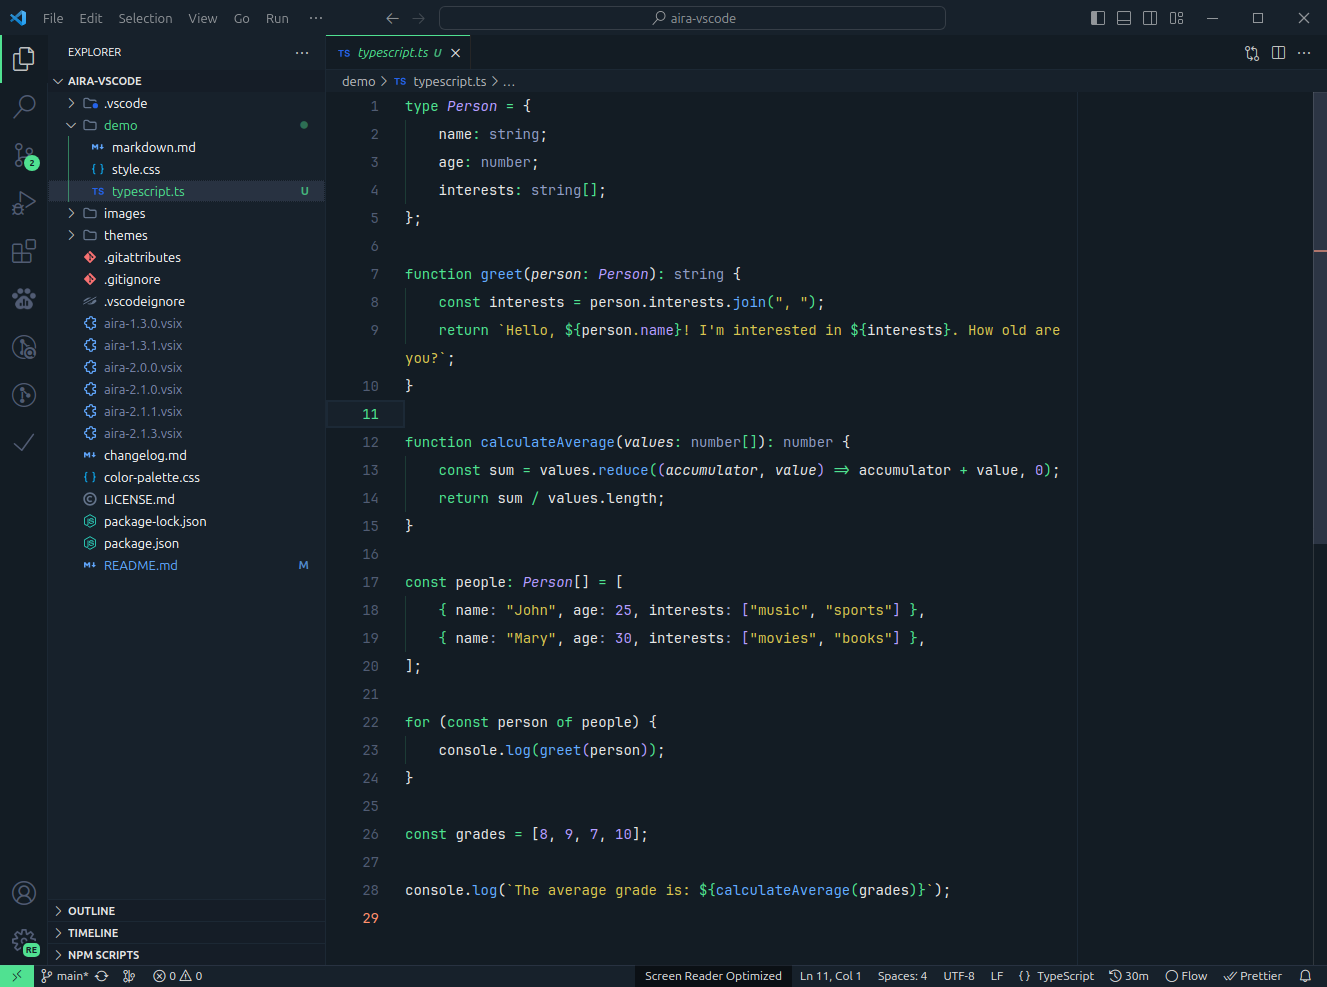 File Edit Selection View Go Run ···
aira-vscode
EXPLORER
AIRA-VSCODE
.vscode
demo
markdown.md
style.css
TS typescript.ts U
images
themes
.gitattributes
.gitignore
.vscodeignore
aira-1.3.0.vsix
aira-1.3.1.vsix
aira-2.0.0.vsix
aira-2.1.0.vsix
aira-2.1.1.vsix
aira-2.1.3.vsix
changelog.md
color-palette.css
LICENSE.md
package-lock.json
package.json
README.md M
OUTLINE
TIMELINE
NPM SCRIPTS
2
RE
TS typescript.ts U
demo > TS typescript.ts > ...
1 type Person = {
2 name: string;
3 age: number;
4 interests: string[];
5 };
6
7 function greet(person: Person): string {
8 const interests = person.interests.join(", ");
9 return `Hello, ${person.name}! I'm interested in ${interests}. How old are
you?`;
10 }
11
12 function calculateAverage(values: number[]): number {
13 const sum = values.reduce((accumulator, value) => accumulator + value, 0);
14 return sum / values.length;
15 }
16
17 const people: Person[] = [
18 { name: "John", age: 25, interests: ["music", "sports"] },
19 { name: "Mary", age: 30, interests: ["movies", "books"] },
20 ];
21
22 for (const person of people) {
23 console.log(greet(person));
24 }
25
26 const grades = [8, 9, 7, 10];
27
28 console.log(`The average grade is: ${calculateAverage(grades)}`);
29
main* 0 0 Screen Reader Optimized Ln 11, Col 1 Spaces: 4 UTF-8 LF {} TypeScript 30m Flow Prettier